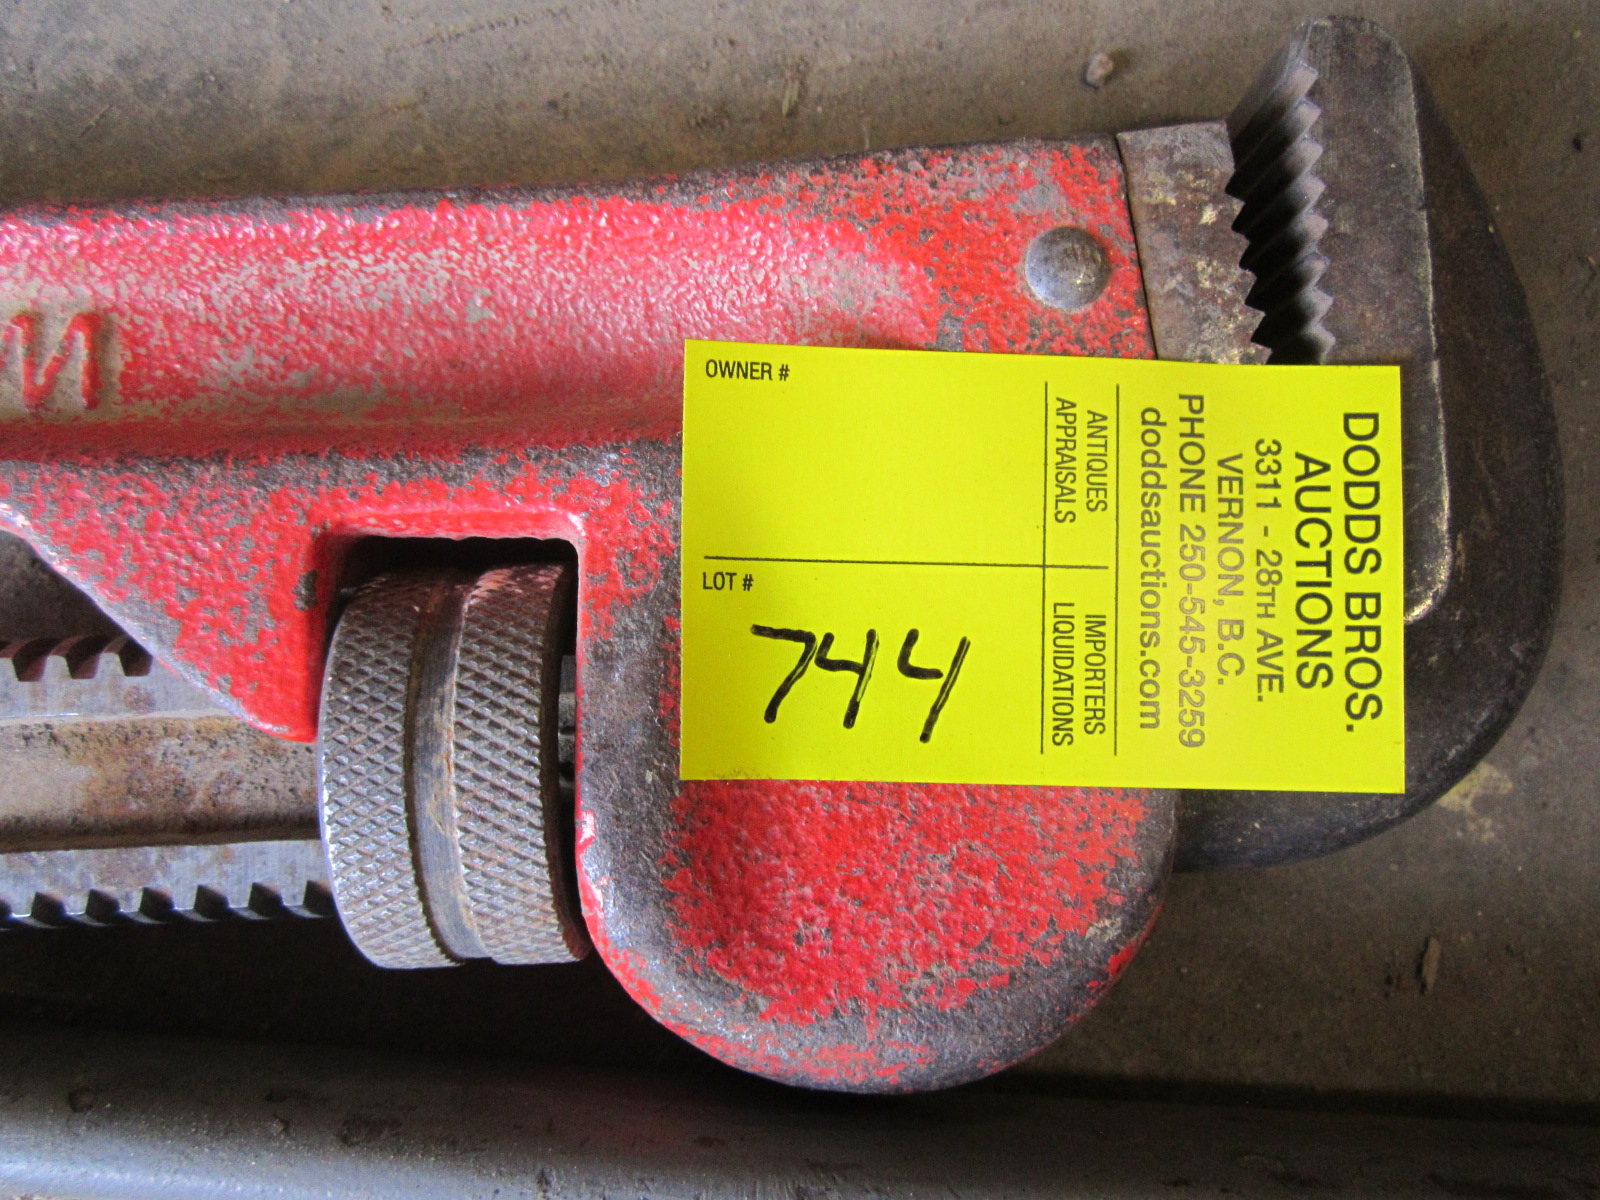 OWNER #
LOT #
744
ANTIQUES
APPRAISALS
IMPORTERS
LIQUIDATIONS
DODDS BROS.
AUCTIONS
3311 - 28TH AVE.
VERNON, B.C.
PHONE 250-545-3259
doddsauctions.com